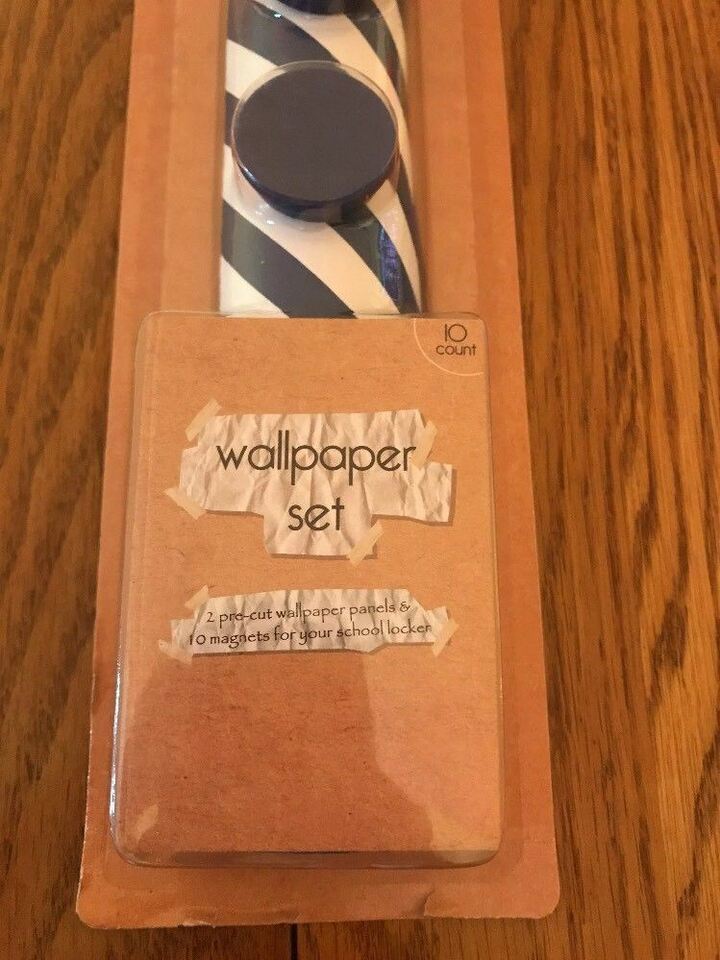 10
count
wallpaper
set
2 pre-cut wallpaper panels &
10 magnets for your school locker